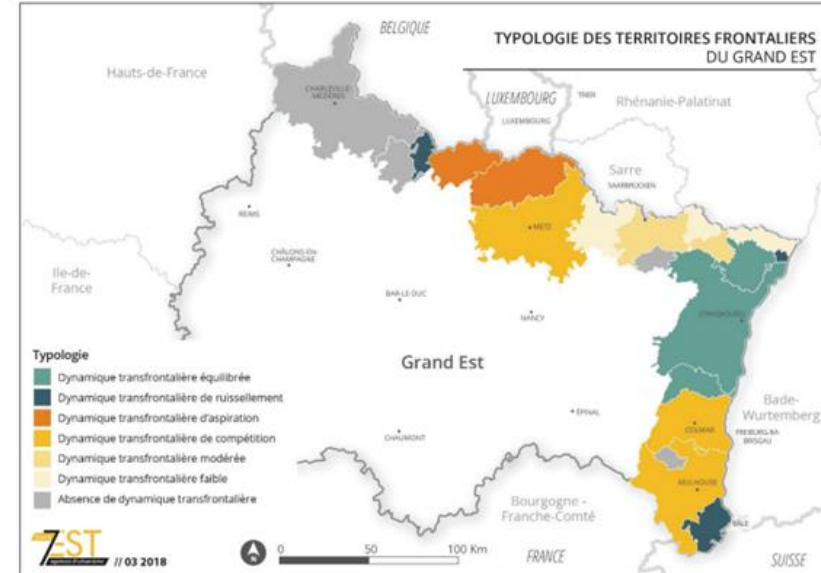 BELGIQUE
TYPOLOGIE DES TERRITOIRES FRONTALIERS
DU GRAND EST
Hauts-de-France
CHARLEVILLE-
MÉZIÈRES
LUXEMBOURG
TRIER
Rhénanie-Palatinat
LUXEMBOURG
Sarre
SAARBRÜCKEN
REIMS
METZ
CHÂLONS-EN-
CHAMPAGNE
Ile-de-
France
BAR-LE-DUC
NANCY
STRASBOURG
Typologie
Grand Est
Dynamique transfrontalière équilibrée
Dynamique transfrontalière de ruissellement
Dynamique transfrontalière d'aspiration
Dynamique transfrontalière de compétition
Dynamique transfrontalière modérée
Dynamique transfrontalière faible
Absence de dynamique transfrontalière
Bade-
Wurtemberg
ÉPINAL
COLMAR
FREIBURG-BA-
BRISGAU
CHAUMONT
MULHOUSE
Bourgogne -
Franche-Comté
BÂLE
7EST
// 03 2018
0 50 100 Km
FRANCE
SUISSE